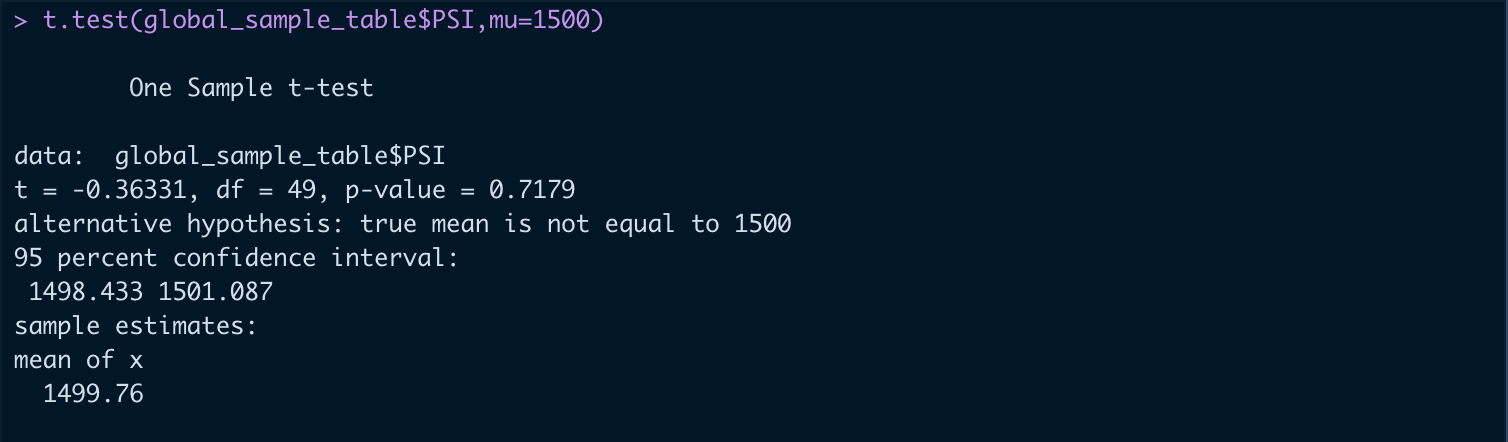 > t.test(global_sample_table$PSI,mu=1500)
One Sample t-test
data:  global_sample_table$PSI
t = -0.36331, df = 49, p-value = 0.7179
alternative hypothesis: true mean is not equal to 1500
95 percent confidence interval:
1498.433 1501.087
sample estimates:
mean of x
1499.76